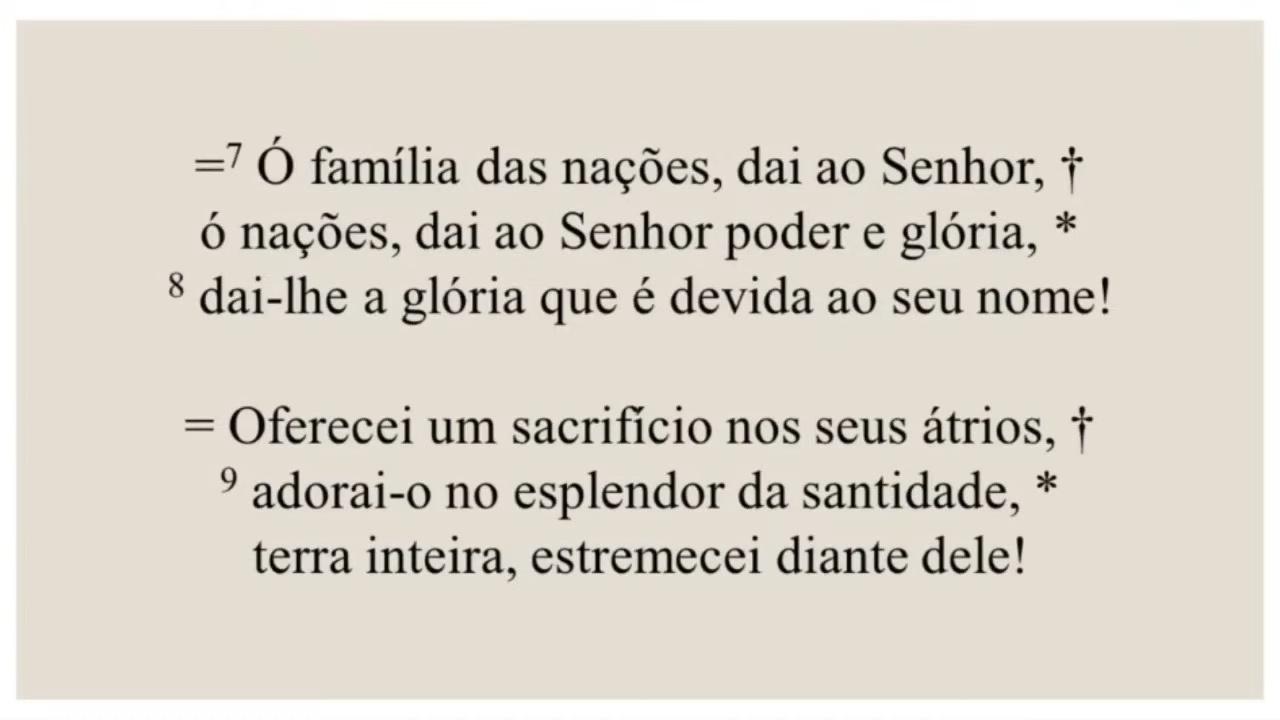 =⁷ Ó família das nações, dai ao Senhor, †
ó nações, dai ao Senhor poder e glória, *
⁸ dai-lhe a glória que é devida ao seu nome!
= Oferecei um sacrifício nos seus átrios, †
⁹ adorai-o no esplendor da santidade, *
terra inteira, estremecei diante dele!